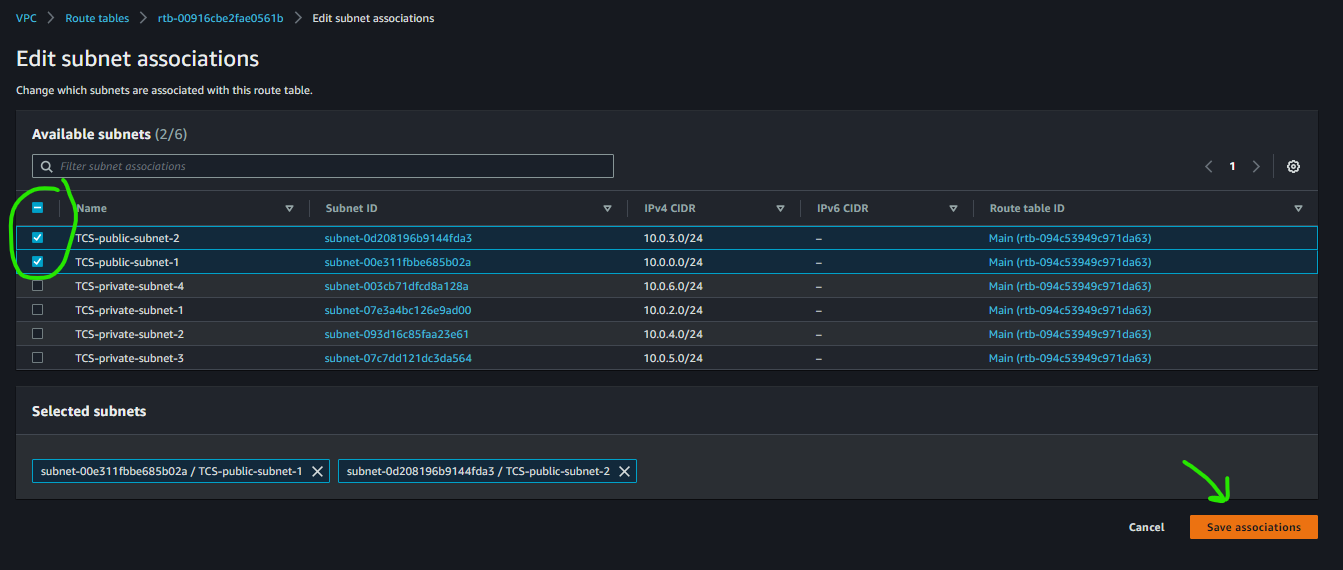 VPC > Route tables > rtb-00916cbe2fae0561b > Edit subnet associations
Edit subnet associations
Change which subnets are associated with this route table.
Available subnets (2/6)
Filter subnet associations
1
Name Subnet ID IPv4 CIDR IPv6 CIDR Route table ID
TCS-public-subnet-2 subnet-0d208196b9144fda3 10.0.3.0/24 – Main (rtb-094c53949c971da63)
TCS-public-subnet-1 subnet-00e311fbbe685b02a 10.0.0.0/24 – Main (rtb-094c53949c971da63)
TCS-private-subnet-4 subnet-003cb71dfcd8a128a 10.0.6.0/24 – Main (rtb-094c53949c971da63)
TCS-private-subnet-1 subnet-07e3a4bc126e9ad00 10.0.2.0/24 – Main (rtb-094c53949c971da63)
TCS-private-subnet-2 subnet-093d16c85faa23e61 10.0.4.0/24 – Main (rtb-094c53949c971da63)
TCS-private-subnet-3 subnet-07c7dd121dc3da564 10.0.5.0/24 – Main (rtb-094c53949c971da63)
Selected subnets
subnet-00e311fbbe685b02a / TCS-public-subnet-1 subnet-0d208196b9144fda3 / TCS-public-subnet-2
Cancel Save associations